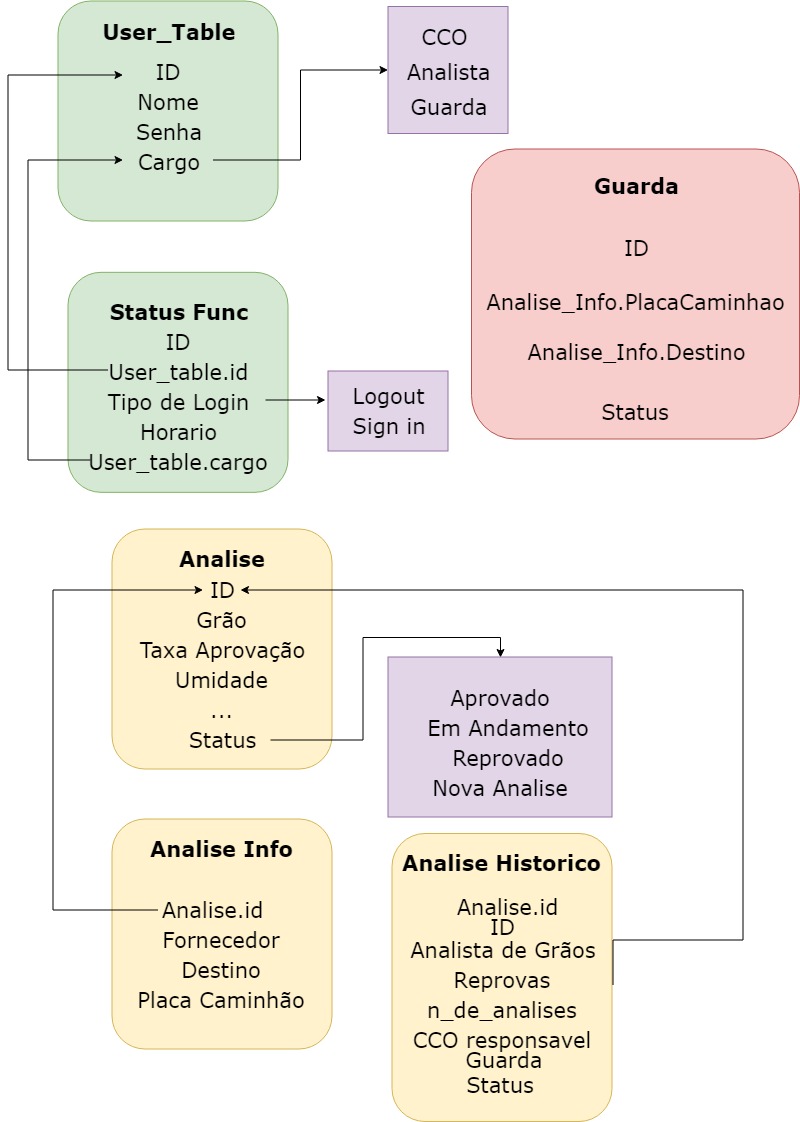 User_Table
ID
Nome
Senha
Cargo
CCO
Analista
Guarda
Guarda
ID
Analise_Info.PlacaCaminhao
Analise_Info.Destino
Status
Status Func
ID
User_table.id
Tipo de Login
Horario
User_table.cargo
Logout
Sign in
Analise
ID
Grão
Taxa Aprovação
Umidade
...
Status
Aprovado
Em Andamento
Reprovado
Nova Analise
Analise Info
Analise.id
Fornecedor
Destino
Placa Caminhão
Analise Historico
Analise.id
ID
Analista de Grãos
Reprovas
n_de_analises
CCO responsavel
Guarda
Status